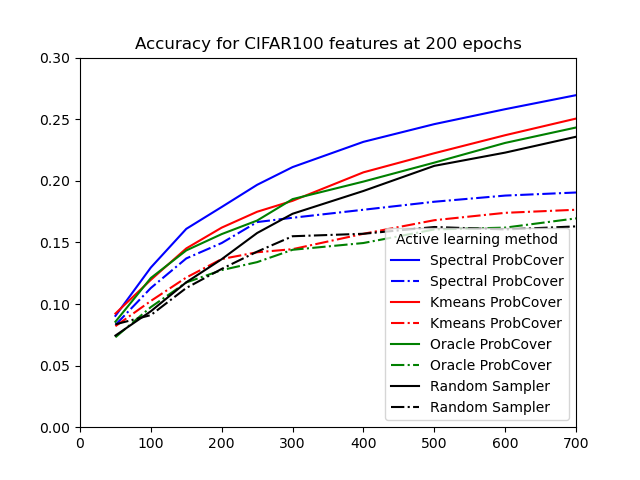 Accuracy for CIFAR100 features at 200 epochs
0.30
0.25
0.20
0.15
0.10
0.05
0.00
0 100 200 300 400 500 600 700
Active learning method
Spectral ProbCover
Spectral ProbCover
Kmeans ProbCover
Kmeans ProbCover
Oracle ProbCover
Oracle ProbCover
Random Sampler
Random Sampler